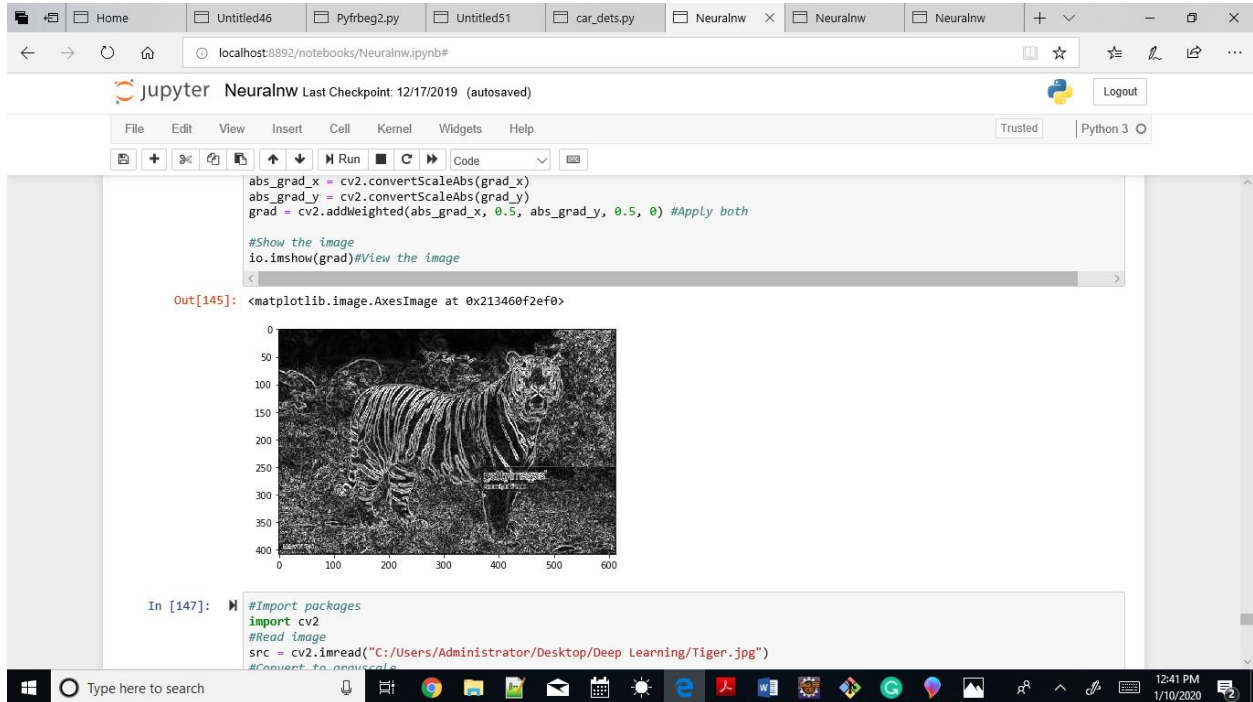 Home
Untitled46
Pyfrbeg2.py
Untitled51
car_dets.py
Neuralnw
Neuralnw
Neuralnw
localhost:8892/notebooks/Neuralnw.ipynb#
jupyter Neuralnw Last Checkpoint: 12/17/2019 (autosaved)
Logout
File Edit View Insert Cell Kernel Widgets Help
Trusted
Python 3
Run
Code
abs_grad_x = cv2.convertScaleAbs(grad_x)
abs_grad_y = cv2.convertScaleAbs(grad_y)
grad = cv2.addWeighted(abs_grad_x, 0.5, abs_grad_y, 0.5, 0) #Apply both
#Show the image
io.imshow(grad)#View the image
Out[145]: <matplotlib.image.AxesImage at 0x213460f2ef0>
0
50
100
150
200
250
300
350
400
0 100 200 300 400 500 600
gettyimages
In [147]: #Import packages
import cv2
#Read image
src = cv2.imread("C:/Users/Administrator/Desktop/Deep Learning/Tiger.jpg")
#Convert to grayscale
Type here to search
12:41 PM
1/10/2020